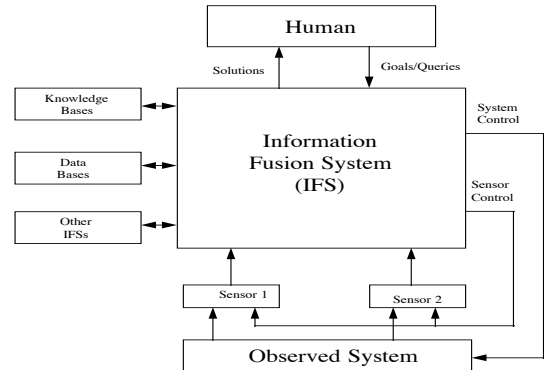 Human
Solutions
Goals/Queries
Knowledge
Bases
System
Control
Information
Fusion System
(IFS)
Data
Bases
Sensor
Control
Other
IFSs
Sensor 1
Sensor 2
Observed System